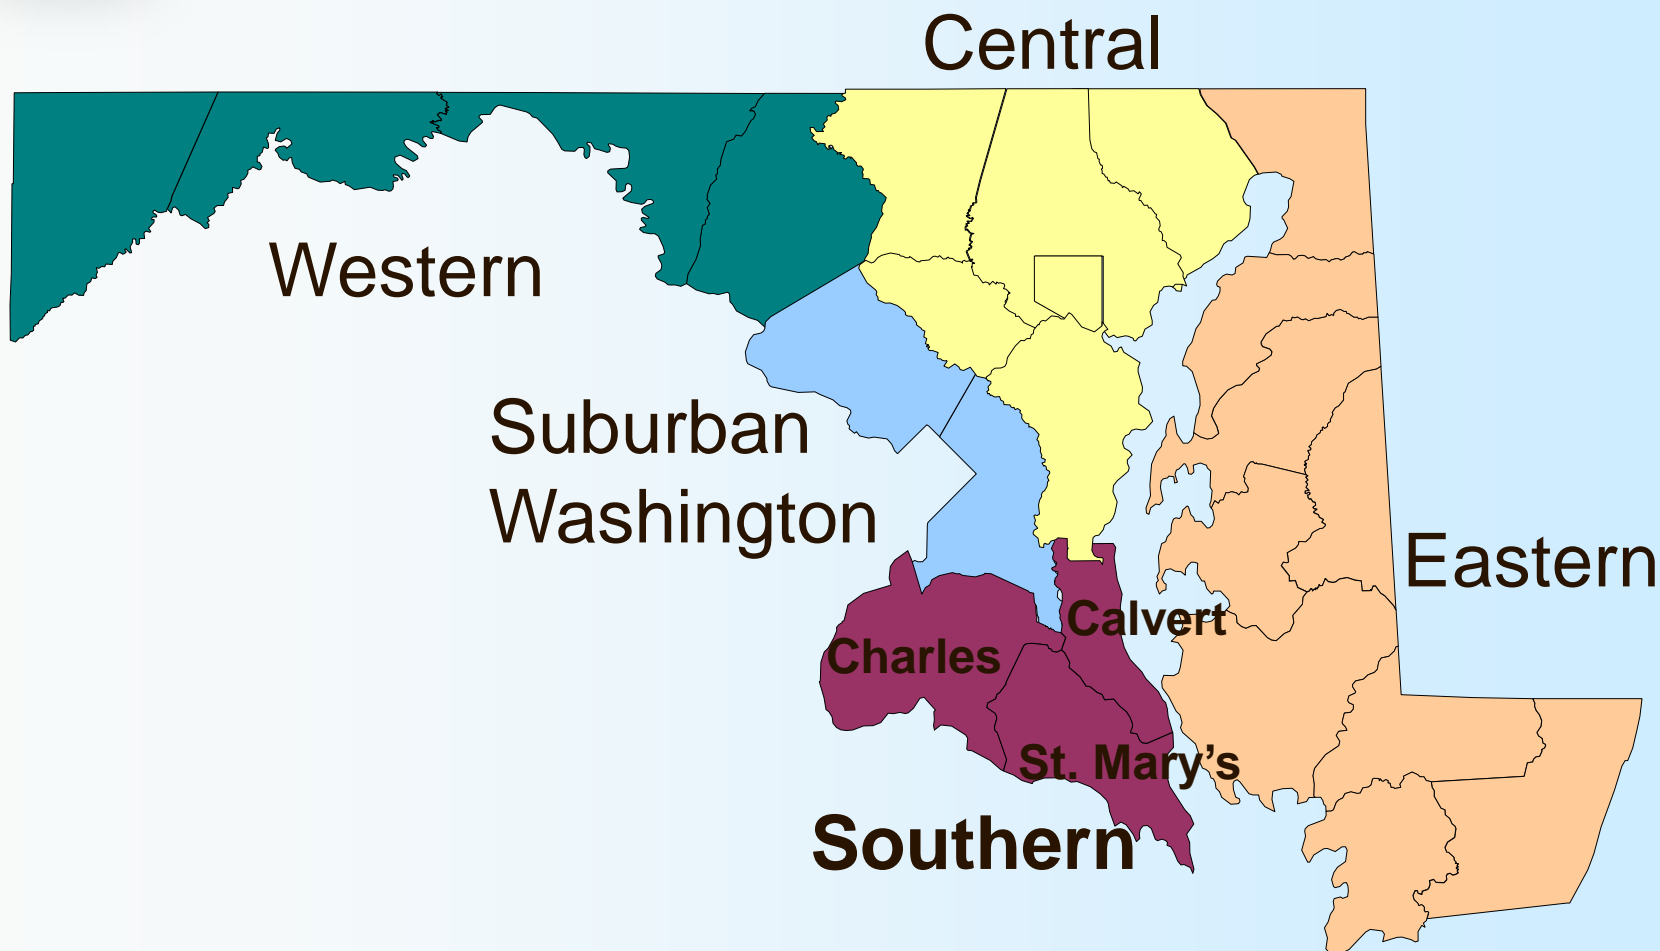 Central
Western
Suburban
Washington
Eastern
Calvert
Charles
St. Mary’s
Southern